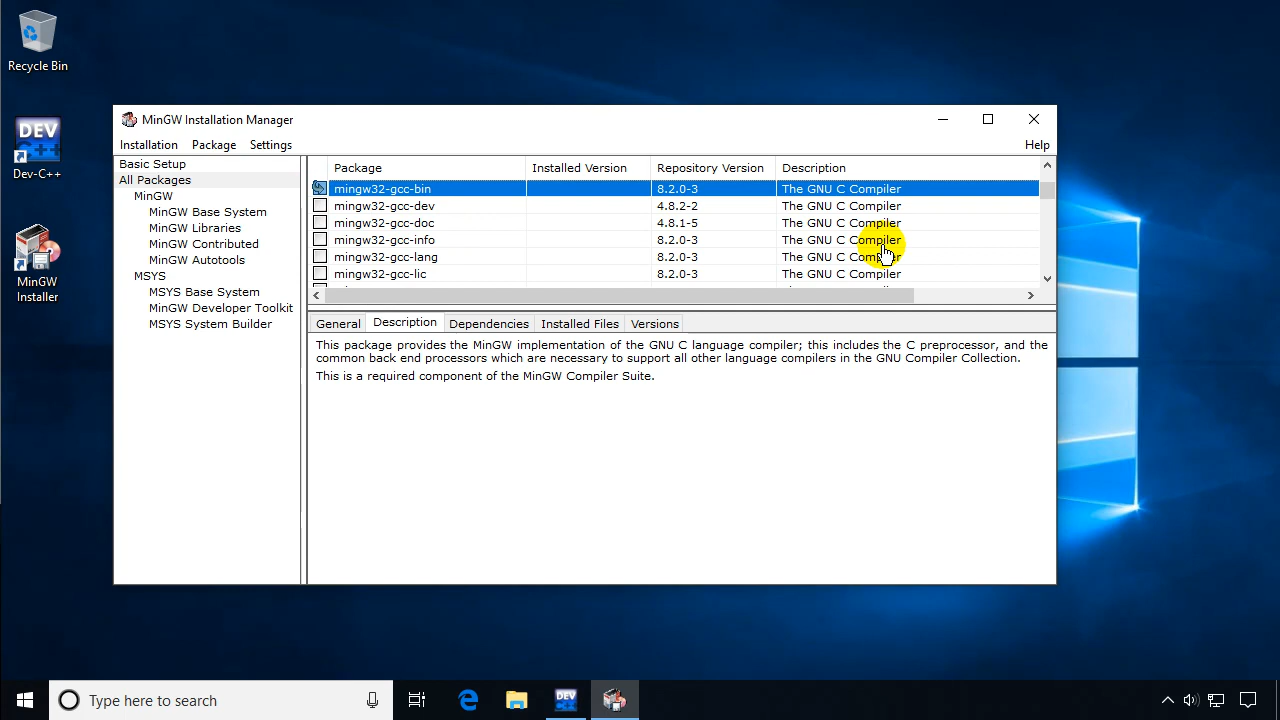 Recycle Bin
DEV
C++
Dev-C++
MinGW
Installer
MinGW Installation Manager
Installation Package Settings Help
Basic Setup
All Packages
MinGW
MinGW Base System
MinGW Libraries
MinGW Contributed
MinGW Autotools
MSYS
MSYS Base System
MinGW Developer Toolkit
MSYS System Builder
Package Installed Version Repository Version Description
mingw32-gcc-bin 8.2.0-3 The GNU C Compiler
mingw32-gcc-dev 4.8.2-2 The GNU C Compiler
mingw32-gcc-doc 4.8.1-5 The GNU C Compiler
mingw32-gcc-info 8.2.0-3 The GNU C Compiler
mingw32-gcc-lang 8.2.0-3 The GNU C Compiler
mingw32-gcc-lic 8.2.0-3 The GNU C Compiler
General Description Dependencies Installed Files Versions
This package provides the MinGW implementation of the GNU C language compiler; this includes the C preprocessor, and the
common back end processors which are necessary to support all other language compilers in the GNU Compiler Collection.
This is a required component of the MinGW Compiler Suite.
Type here to search
DEV
C++